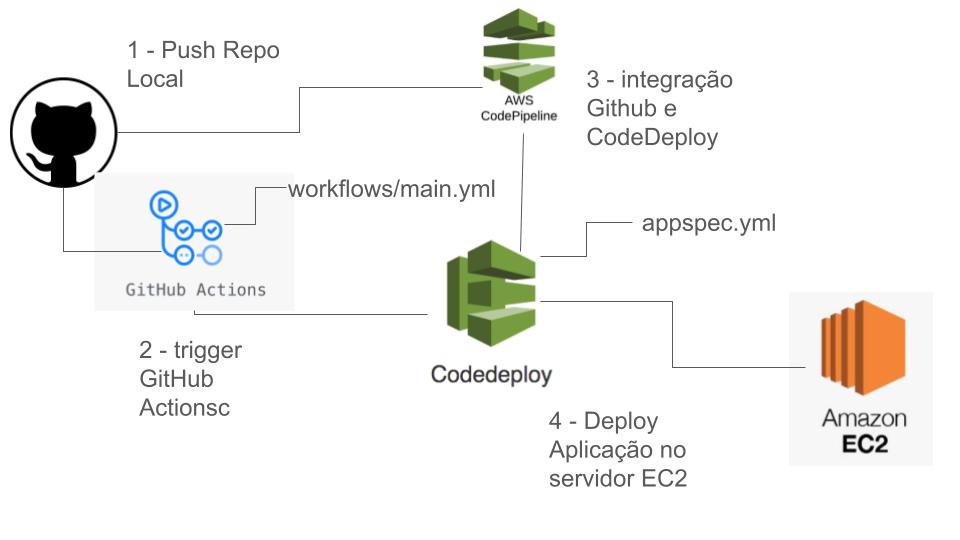 1 - Push Repo
Local
AWS
CodePipeline
3 - integração
Github e
CodeDeploy
workflows/main.yml
appspec.yml
GitHub Actions
2 - trigger
GitHub
Actionsc
Codedeploy
4 - Deploy
Aplicação no
servidor EC2
Amazon
EC2